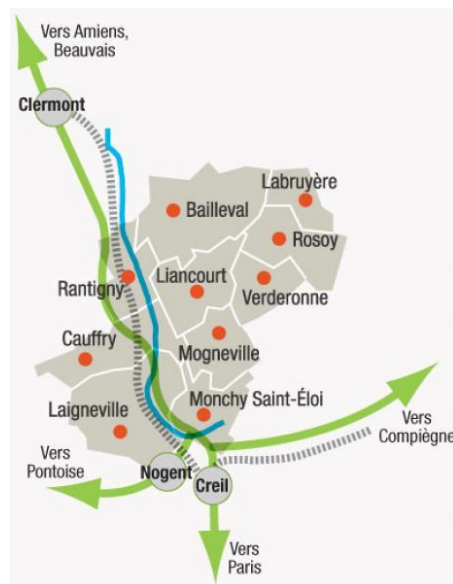 Vers Amiens,
Beauvais
Clermont
Labruyère
Bailleval
Rosoy
Rantigny
Liancourt
Verderonne
Cauffry
Mogneville
Laigneville
Monchy Saint-Éloi
Vers
Compiègne
Vers
Pontoise
Nogent
Creil
Vers
Paris